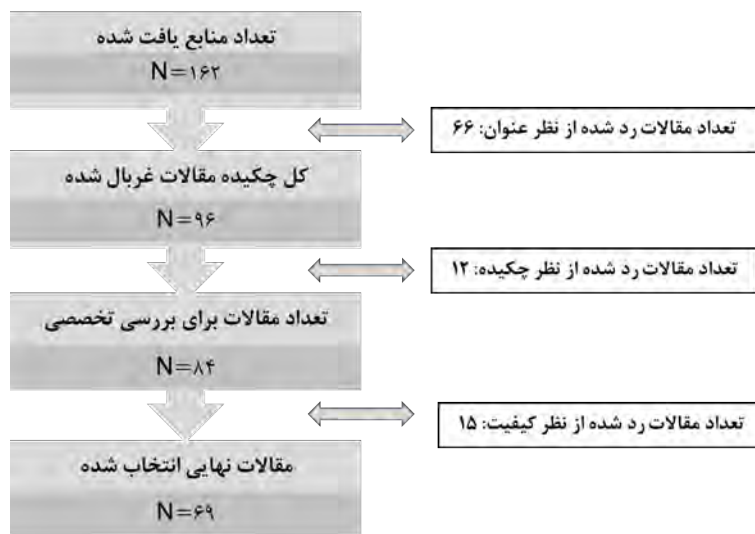 تعداد منابع یافت شده
N=۱۶۲
تعداد مقالات رد شده از نظر عنوان: ۶۶
کل چکیده مقالات غربال شده
N=۹۶
تعداد مقالات رد شده از نظر چکیده: ۱۲
تعداد مقالات برای بررسی تخصصی
N=۸۴
تعداد مقالات رد شده از نظر کیفیت: ۱۵
مقالات نهایی انتخاب شده
N=۶۹